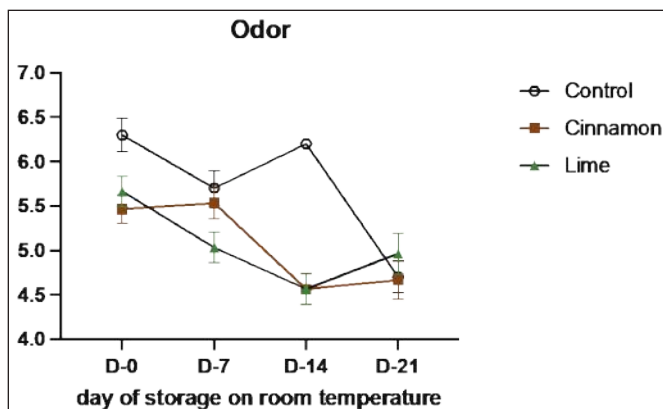 Odor
7.0
6.5
6.0
5.5
5.0
4.5
4.0
D-0 D-7 D-14 D-21
day of storage on room temperature
Control
Cinnamon
Lime